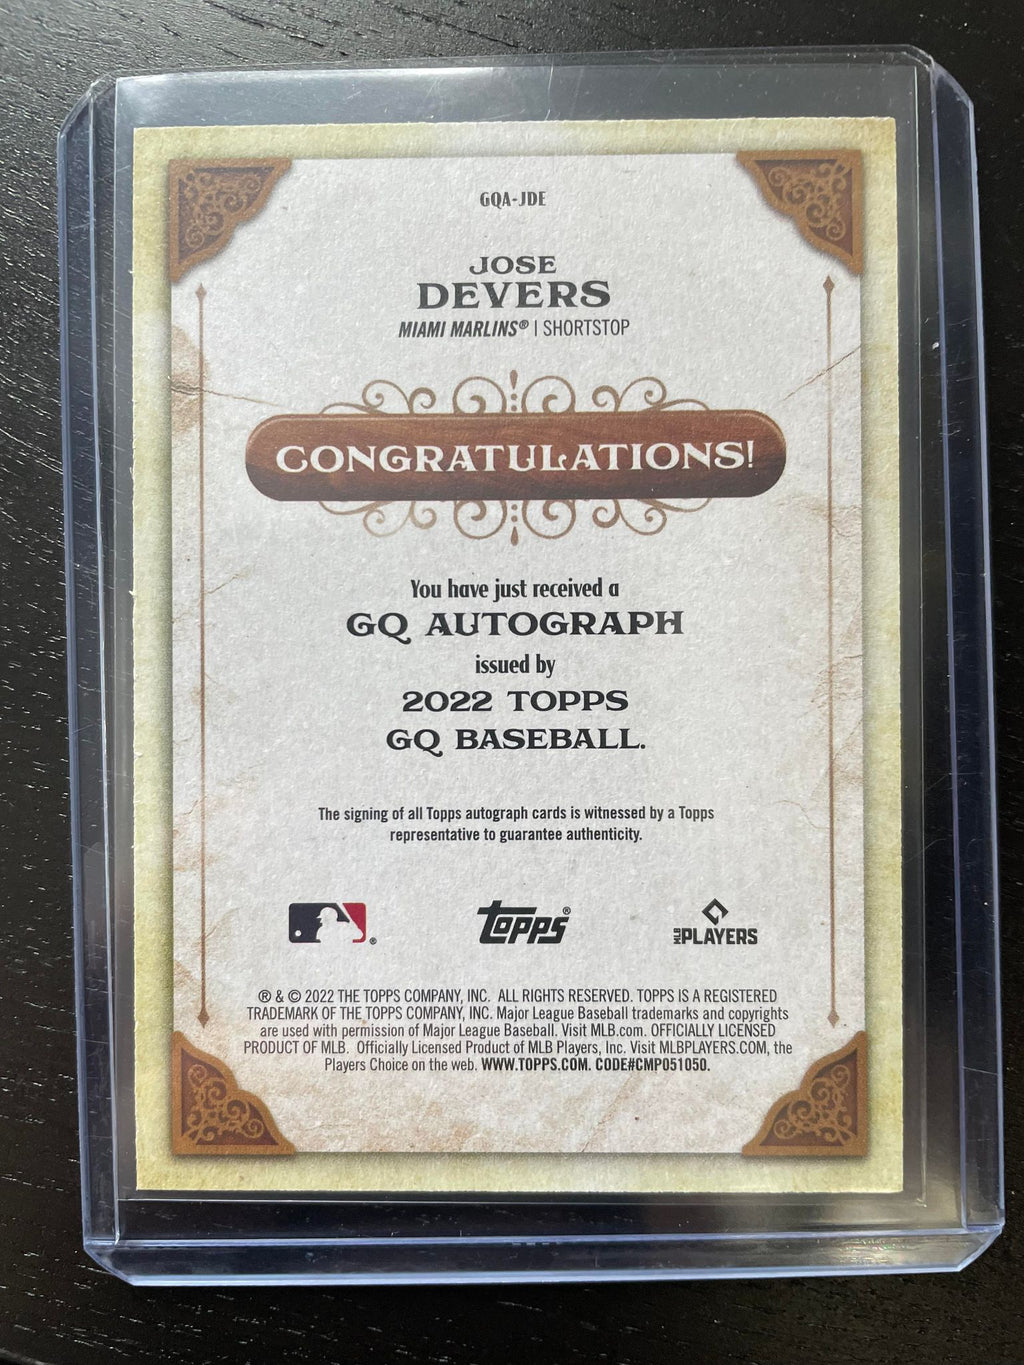 GQA-JDE
JOSE
DEVERS
MIAMI MARLINS® | SHORTSTOP
CONGRATULATIONS!
You have just received a
GQ AUTOGRAPH
issued by
2022 TOPPS
GQ BASEBALL.
The signing of all Topps autograph cards is witnessed by a Topps
representative to guarantee authenticity.
®
Topps®
MLB PLAYERS
® & © 2022 THE TOPPS COMPANY, INC. ALL RIGHTS RESERVED. TOPPS IS A REGISTERED
TRADEMARK OF THE TOPPS COMPANY, INC. Major League Baseball trademarks and copyrights
are used with permission of Major League Baseball. Visit MLB.com. OFFICIALLY LICENSED
PRODUCT OF MLB. Officially Licensed Product of MLB Players, Inc. Visit MLBPLAYERS.COM, the
Players Choice on the web. WWW.TOPPS.COM. CODE#CMP051050.